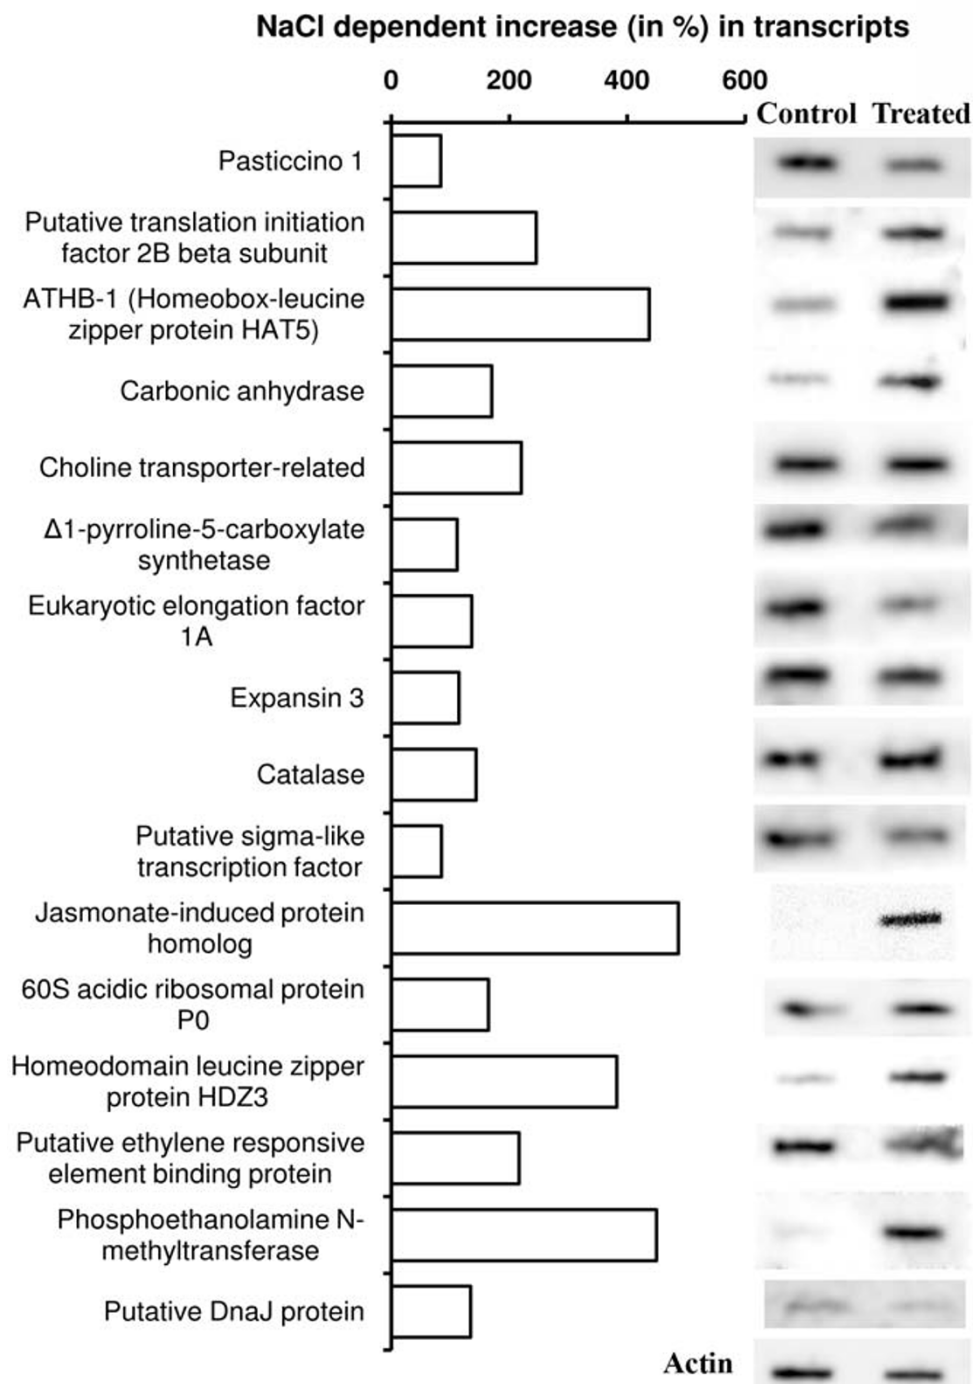 NaCl dependent increase (in %) in transcripts
0 200 400 600
Control Treated
Pasticcino 1
Putative translation initiation
factor 2B beta subunit
ATHB-1 (Homeobox-leucine
zipper protein HAT5)
Carbonic anhydrase
Choline transporter-related
Δ1-pyrroline-5-carboxylate
synthetase
Eukaryotic elongation factor
1A
Expansin 3
Catalase
Putative sigma-like
transcription factor
Jasmonate-induced protein
homolog
60S acidic ribosomal protein
P0
Homeodomain leucine zipper
protein HDZ3
Putative ethylene responsive
element binding protein
Phosphoethanolamine N-
methyltransferase
Putative DnaJ protein
Actin